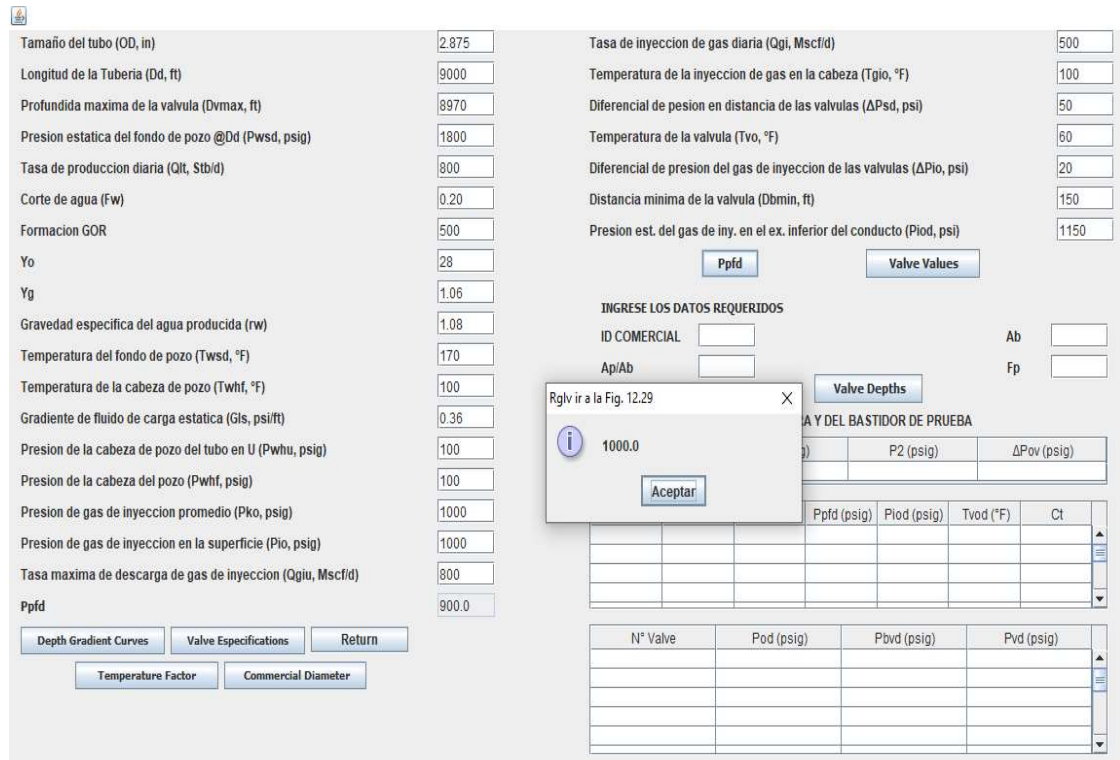 Tamaño del tubo (OD, in) 2.875
Longitud de la Tuberia (Dd, ft) 9000
Profundida maxima de la valvula (Dvmax, ft) 8970
Presion estatica del fondo de pozo @Dd (Pwsd, psig) 1800
Tasa de produccion diaria (Qlt, Stb/d) 800
Corte de agua (Fw) 0.20
Formacion GOR 500
Yo 28
Yg 1.06
Gravedad especifica del agua producida (rw) 1.08
Temperatura del fondo de pozo (Twsd, °F) 170
Temperatura de la cabeza de pozo (Twhf, °F) 100
Gradiente de fluido de carga estatica (Gls, psi/ft) 0.36
Presion de la cabeza de pozo del tubo en U (Pwhu, psig) 100
Presion de la cabeza del pozo (Pwhf, psig) 100
Presion de gas de inyeccion promedio (Pko, psig) 1000
Presion de gas de inyeccion en la superficie (Pio, psig) 1000
Tasa maxima de descarga de gas de inyeccion (Qgiu, Mscf/d) 800
Ppfd 900.0
Depth Gradient Curves Valve Especifications Return
Temperature Factor Commercial Diameter
Tasa de inyeccion de gas diaria (Qgi, Mscf/d) 500
Temperatura de la inyeccion de gas en la cabeza (Tgio, °F) 100
Diferencial de pesion en distancia de las valvulas (ΔPsd, psi) 50
Temperatura de la valvula (Tvo, °F) 60
Diferencial de presion del gas de inyeccion de las valvulas (ΔPio, psi) 20
Distancia minima de la valvula (Dbmin, ft) 150
Presion est. del gas de iny. en el ex. inferior del conducto (Piod, psi) 1150
Ppfd Valve Values
INGRESE LOS DATOS REQUERIDOS
ID COMERCIAL Ab
Ap/Ab Fp
Valve Depths
Rglv ir a la Fig. 12.29 X
1000.0
Aceptar
A Y DEL BASTIDOR DE PRUEBA
P2 (psig) ΔPov (psig)
Ppfd (psig) Piod (psig) Tvod (°F) Ct
N° Valve Pod (psig) Pbvd (psig) Pvd (psig)